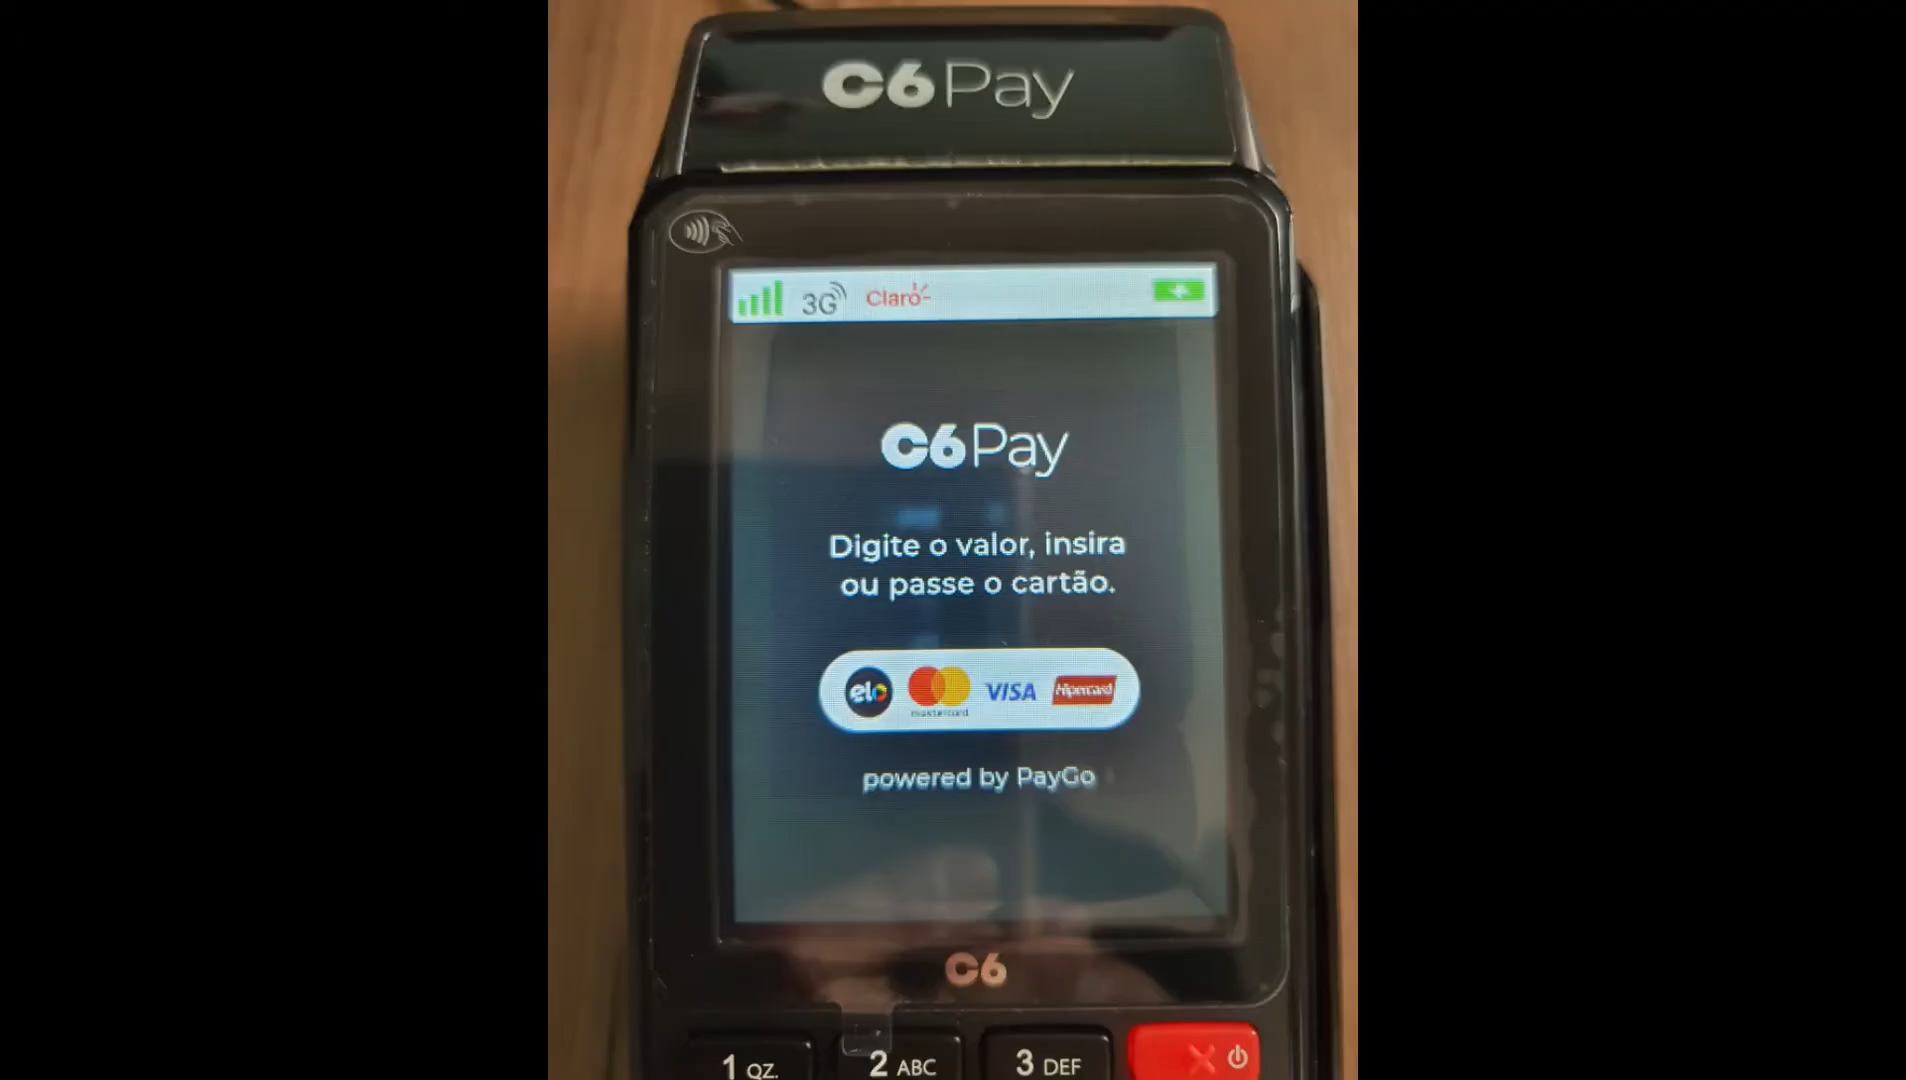 C6 Pay
3G Claro
C6 Pay
Digite o valor, insira
ou passe o cartão.
elo mastercard VISA Hipercard
powered by PayGo
C6
1 QZ. 2 ABC 3 DEF